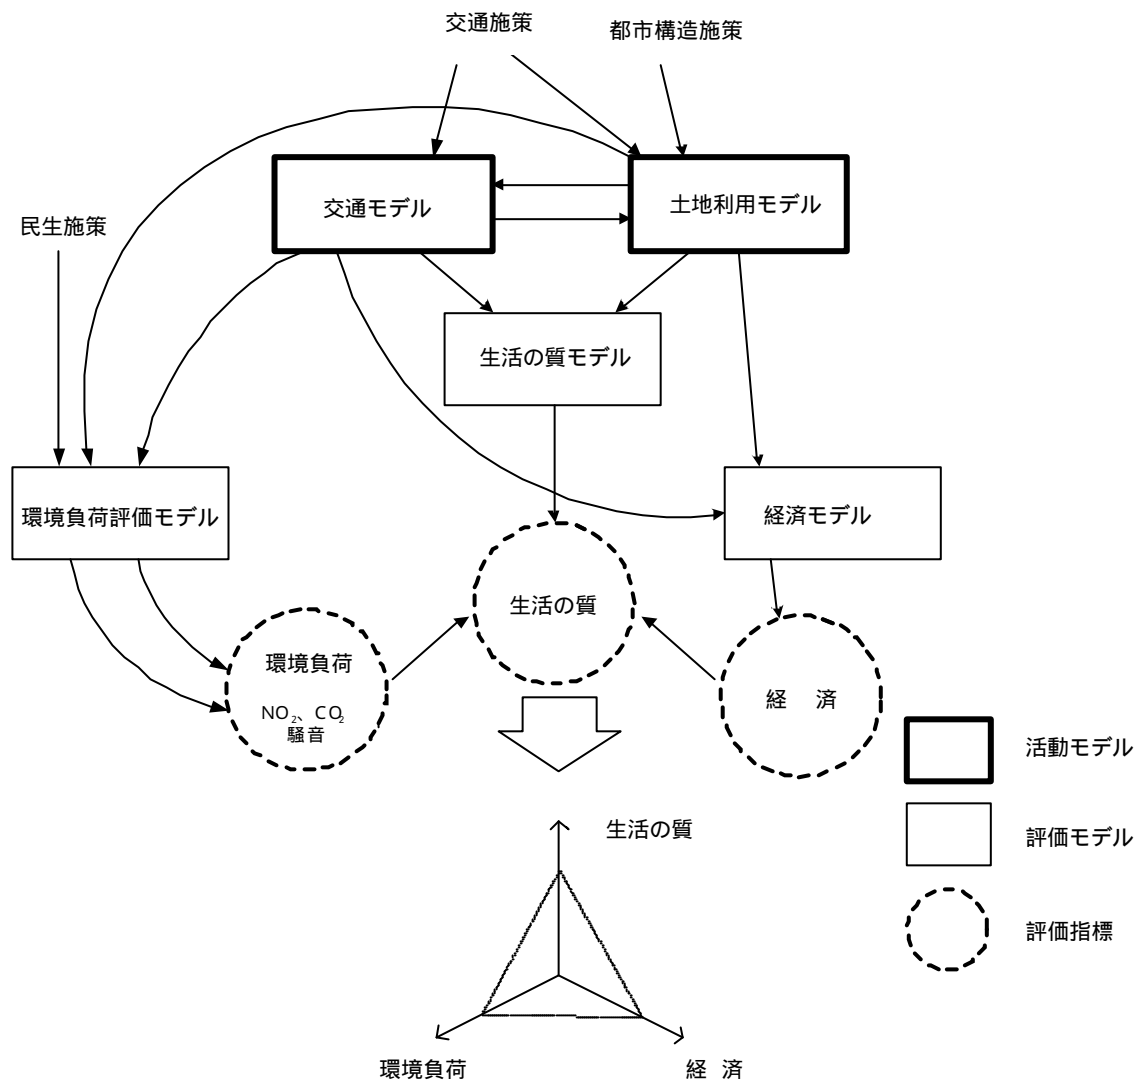 交通施策
都市構造施策
交通モデル
土地利用モデル
民生施策
生活の質モデル
環境負荷評価モデル
経済モデル
生活の質
環境負荷
NO₂、CO₂
騒音
経 済
活動モデル
評価モデル
評価指標
生活の質
環境負荷
経 済